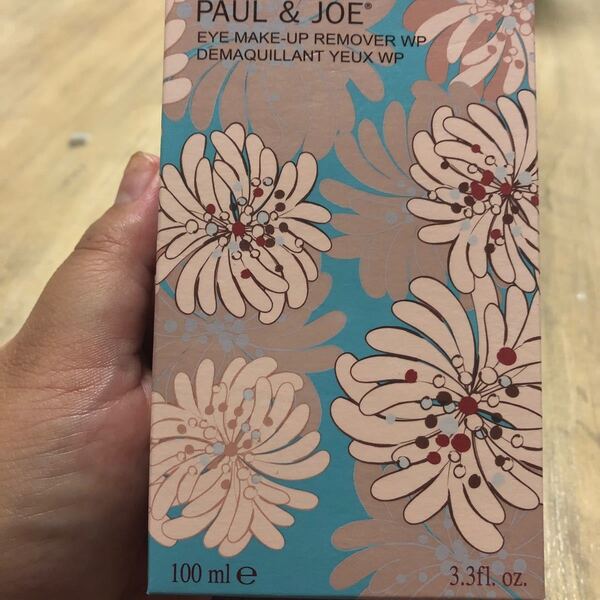 PAUL & JOE®
EYE MAKE-UP REMOVER WP
DEMAQUILLANT YEUX WP
100 ml ℮ 3.3fl. oz.